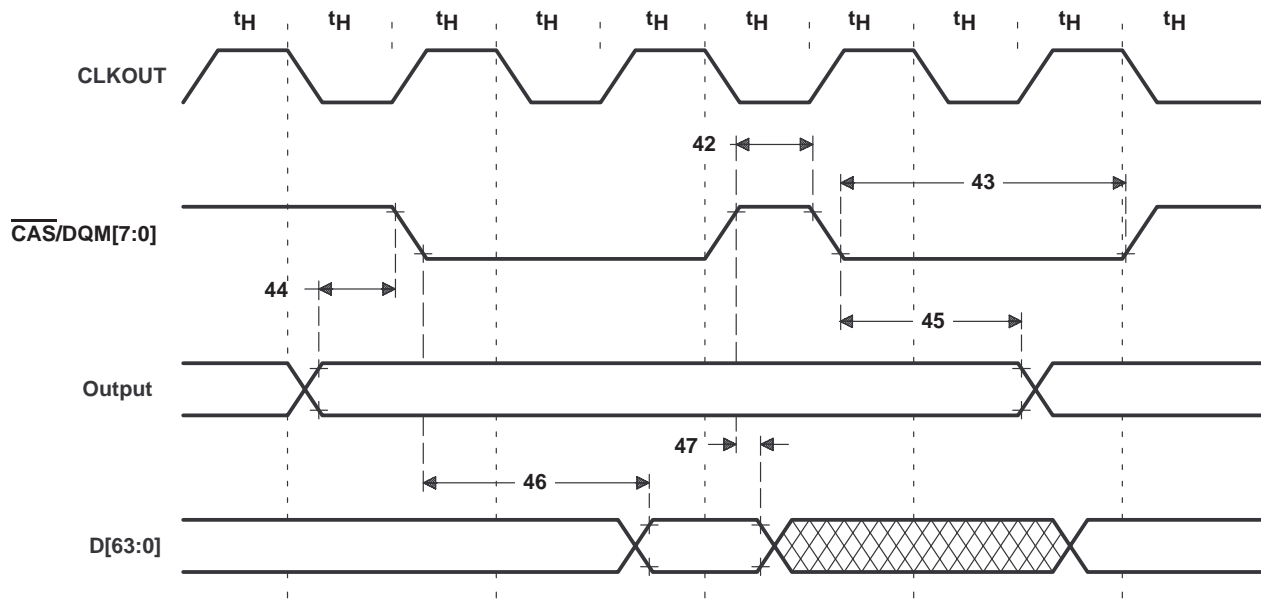 tH tH tH tH tH tH tH tH tH tH
CLKOUT
42
43
CAS/DQM[7:0]
44
45
Output
47
46
D[63:0]